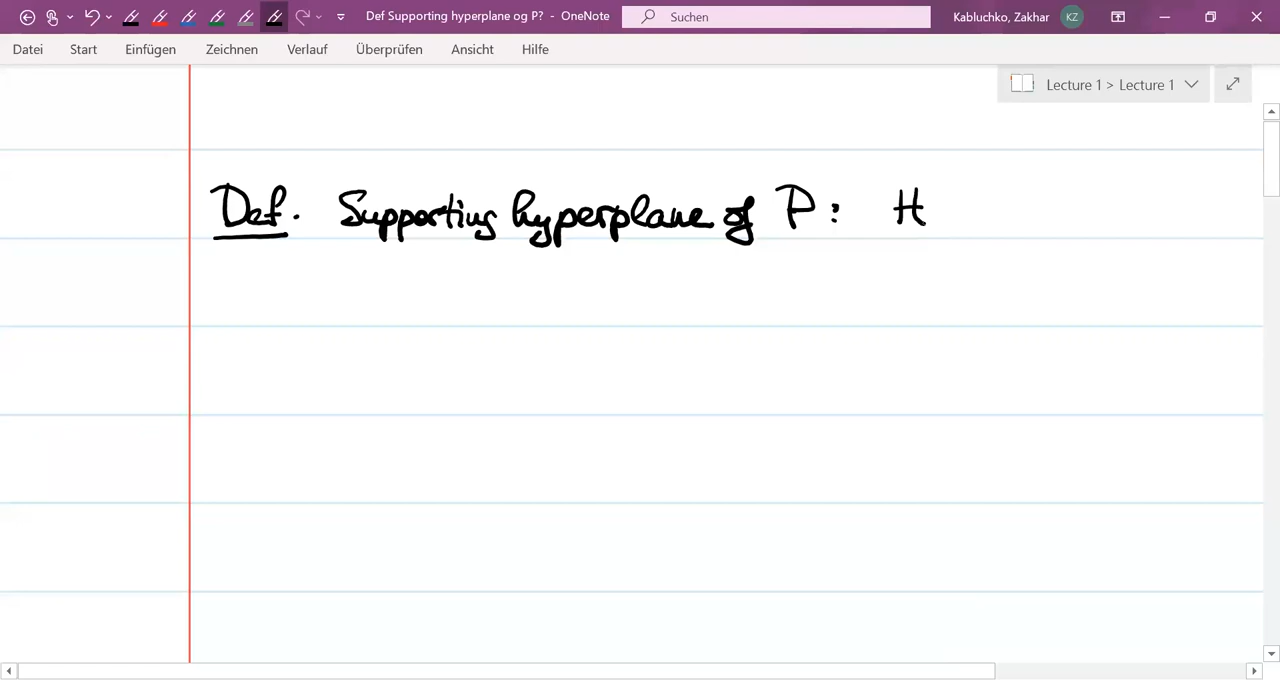 Def Supporting hyperplane og P? - OneNote
Suchen
Kabluchko, Zakhar
KZ
Datei Start Einfügen Zeichnen Verlauf Überprüfen Ansicht Hilfe
Lecture 1 > Lecture 1
Def. Supporting hyperplane of P: H